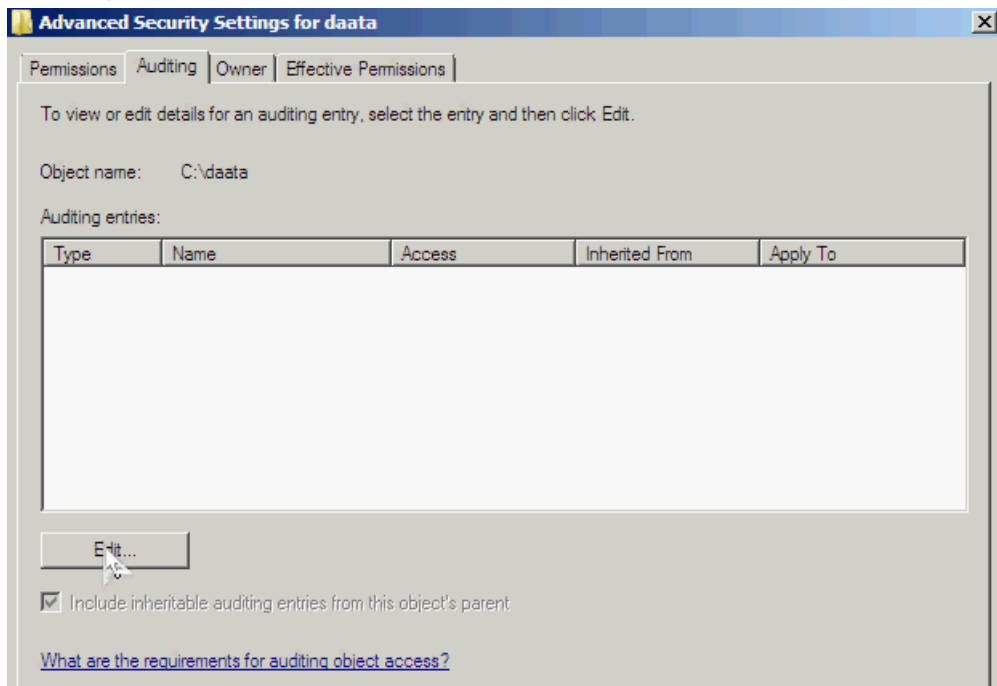 Advanced Security Settings for daata
Permissions Auditing Owner Effective Permissions
To view or edit details for an auditing entry, select the entry and then click Edit.
Object name: C:\daata
Auditing entries:
Type Name Access Inherited From Apply To
Edit...
Include inheritable auditing entries from this object's parent
What are the requirements for auditing object access?